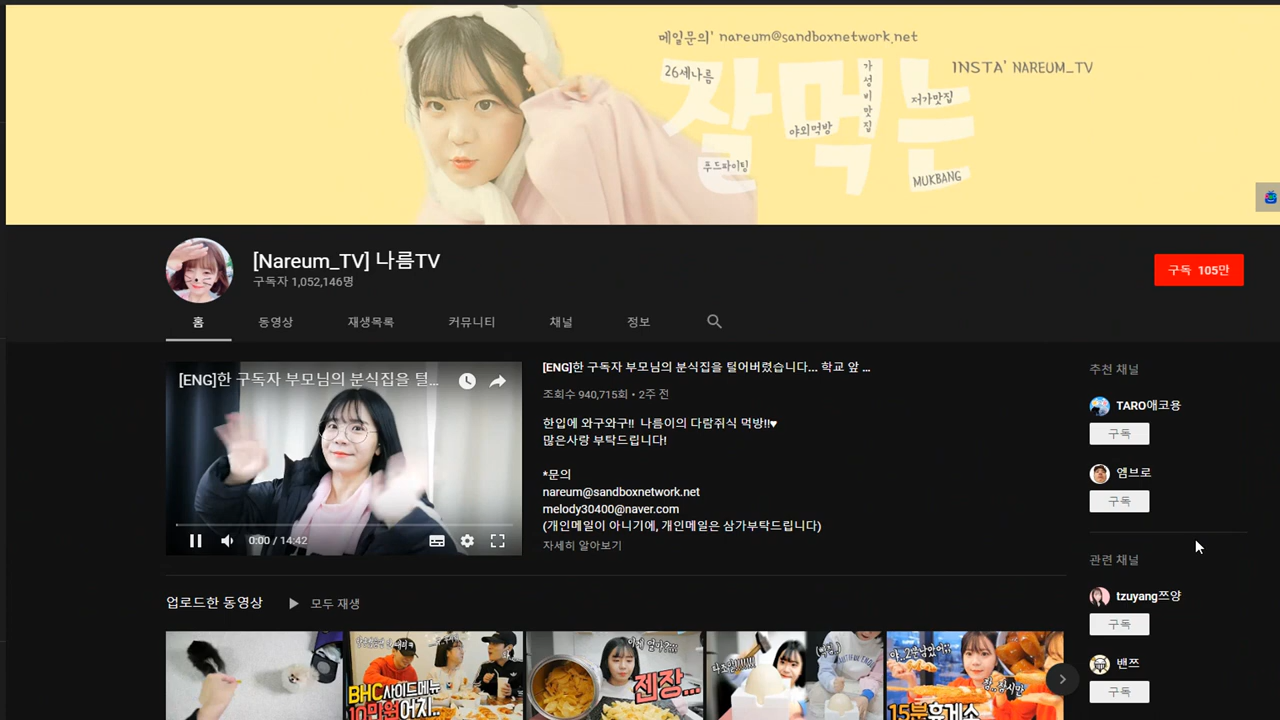 메일문의' nareum@sandboxnetwork.net
INSTA' NAREUM_TV
26세나름
잘먹는
가성비맛집
저가맛집
야외먹방
푸드파이팅
MUKBANG
[Nareum_TV] 나름TV
구독자 1,052,146명
구독 105만
홈 동영상 재생목록 커뮤니티 채널 정보
[ENG]한 구독자 부모님의 분식집을 털...
0:00 / 14:42
[ENG]한 구독자 부모님의 분식집을 털어버렸습니다... 학교 앞 ...
조회수 940,715회 • 2주 전
한입에 와구와구!! 나름이의 다람쥐식 먹방!!♥
많은사랑 부탁드립니다!
*문의
nareum@sandboxnetwork.net
melody30400@naver.com
(개인메일이 아니기에, 개인메일은 삼가부탁드립니다)
자세히 알아보기
추천 채널
TARO애코용
구독
엠브로
구독
관련 채널
tzuyang쯔양
구독
밴쯔
구독
업로드한 동영상 모두 재생
BHC사이드메뉴
10만원어치..
이게 얼마?!!
젠장...
15분휴게소